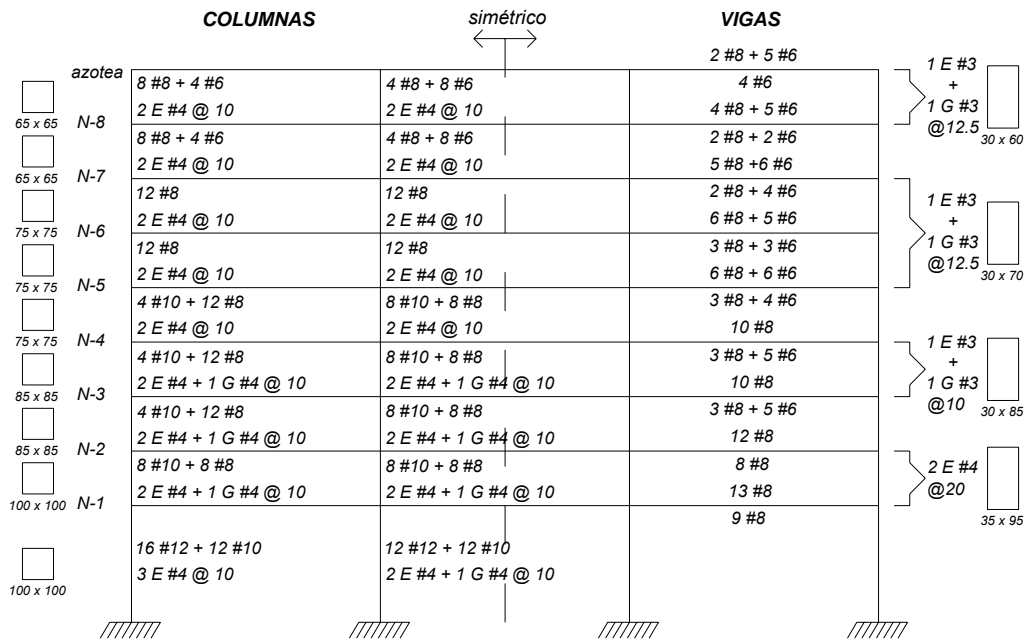 COLUMNAS
simétrico
VIGAS
2 #8 + 5 #6
azotea
8 #8 + 4 #6
4 #8 + 8 #6
4 #6
2 E #4 @ 10
2 E #4 @ 10
4 #8 + 5 #6
1 E #3
+
1 G #3
@12.5
30 x 60
65 x 65
N-8
8 #8 + 4 #6
4 #8 + 8 #6
2 #8 + 2 #6
2 E #4 @ 10
2 E #4 @ 10
5 #8 +6 #6
65 x 65
N-7
12 #8
12 #8
2 #8 + 4 #6
2 E #4 @ 10
2 E #4 @ 10
6 #8 + 5 #6
1 E #3
+
1 G #3
@12.5
30 x 70
75 x 75
N-6
12 #8
12 #8
3 #8 + 3 #6
2 E #4 @ 10
2 E #4 @ 10
6 #8 + 6 #6
75 x 75
N-5
4 #10 + 12 #8
8 #10 + 8 #8
3 #8 + 4 #6
2 E #4 @ 10
2 E #4 @ 10
10 #8
75 x 75
N-4
4 #10 + 12 #8
8 #10 + 8 #8
3 #8 + 5 #6
2 E #4 + 1 G #4 @ 10
2 E #4 + 1 G #4 @ 10
10 #8
1 E #3
+
1 G #3
@10
30 x 85
85 x 85
N-3
4 #10 + 12 #8
8 #10 + 8 #8
3 #8 + 5 #6
2 E #4 + 1 G #4 @ 10
2 E #4 + 1 G #4 @ 10
12 #8
85 x 85
N-2
8 #10 + 8 #8
8 #10 + 8 #8
8 #8
2 E #4 + 1 G #4 @ 10
2 E #4 + 1 G #4 @ 10
13 #8
2 E #4
@20
35 x 95
100 x 100
N-1
9 #8
16 #12 + 12 #10
12 #12 + 12 #10
3 E #4 @ 10
2 E #4 + 1 G #4 @ 10
100 x 100